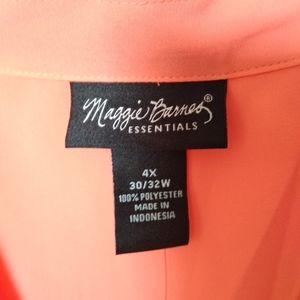 Maggie Barnes®
ESSENTIALS
4X
30/32W
100% POLYESTER
MADE IN
INDONESIA